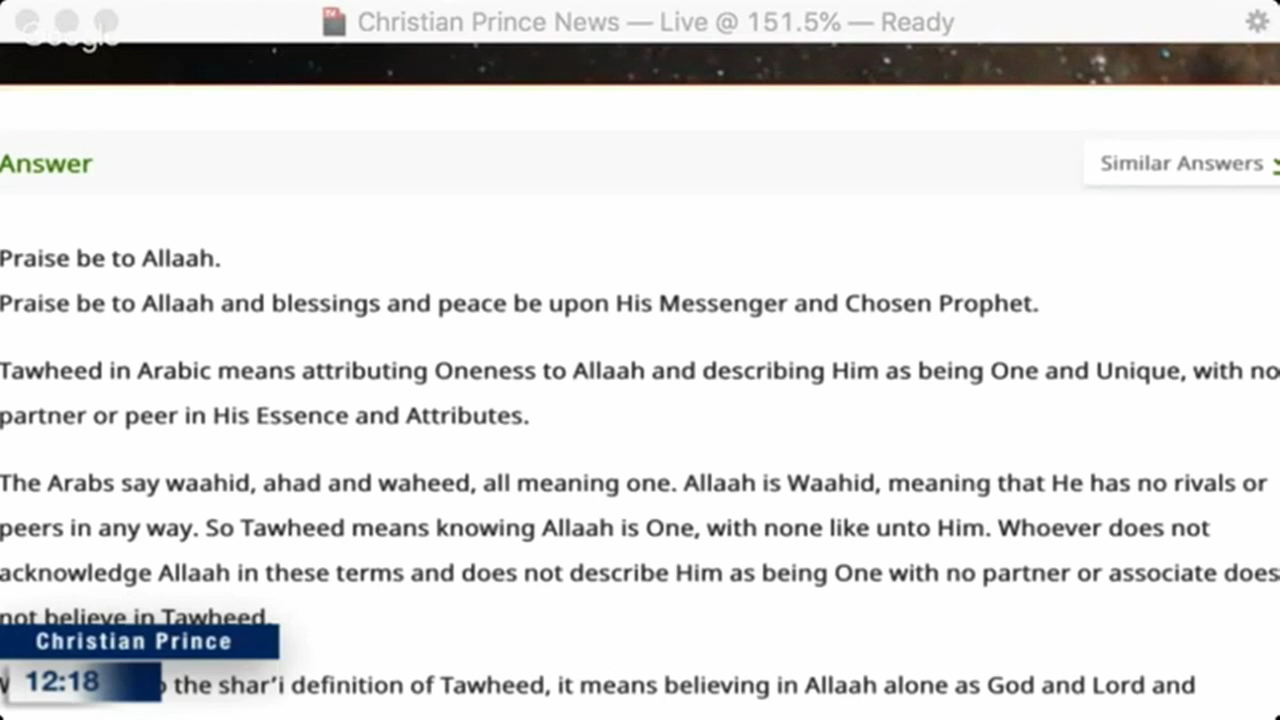 Christian Prince News — Live @ 151.5% — Ready
Google
Answer
Similar Answers
Praise be to Allaah.
Praise be to Allaah and blessings and peace be upon His Messenger and Chosen Prophet.
Tawheed in Arabic means attributing Oneness to Allaah and describing Him as being One and Unique, with no
partner or peer in His Essence and Attributes.
The Arabs say waahid, ahad and waheed, all meaning one. Allaah is Waahid, meaning that He has no rivals or
peers in any way. So Tawheed means knowing Allaah is One, with none like unto Him. Whoever does not
acknowledge Allaah in these terms and does not describe Him as being One with no partner or associate does
not believe in Tawheed.
Christian Prince
12:18
the shar’i definition of Tawheed, it means believing in Allaah alone as God and Lord and